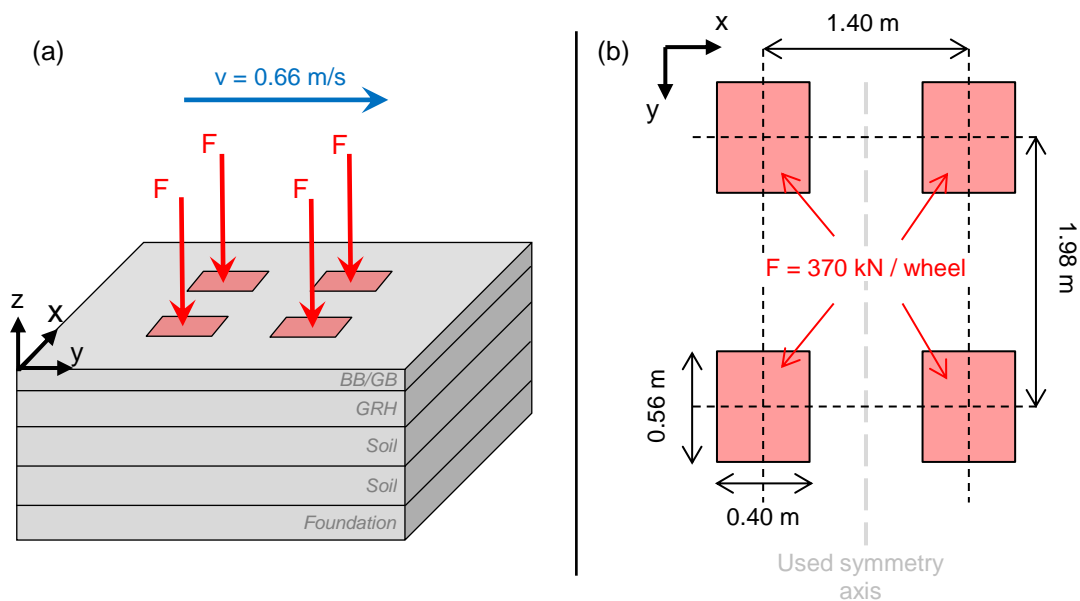 (a)
v = 0.66 m/s
F
F
F
F
z
x
y
BB/GB
GRH
Soil
Soil
Foundation
(b)
x
y
1.40 m
F = 370 kN / wheel
1.98 m
0.56 m
0.40 m
Used symmetry
axis